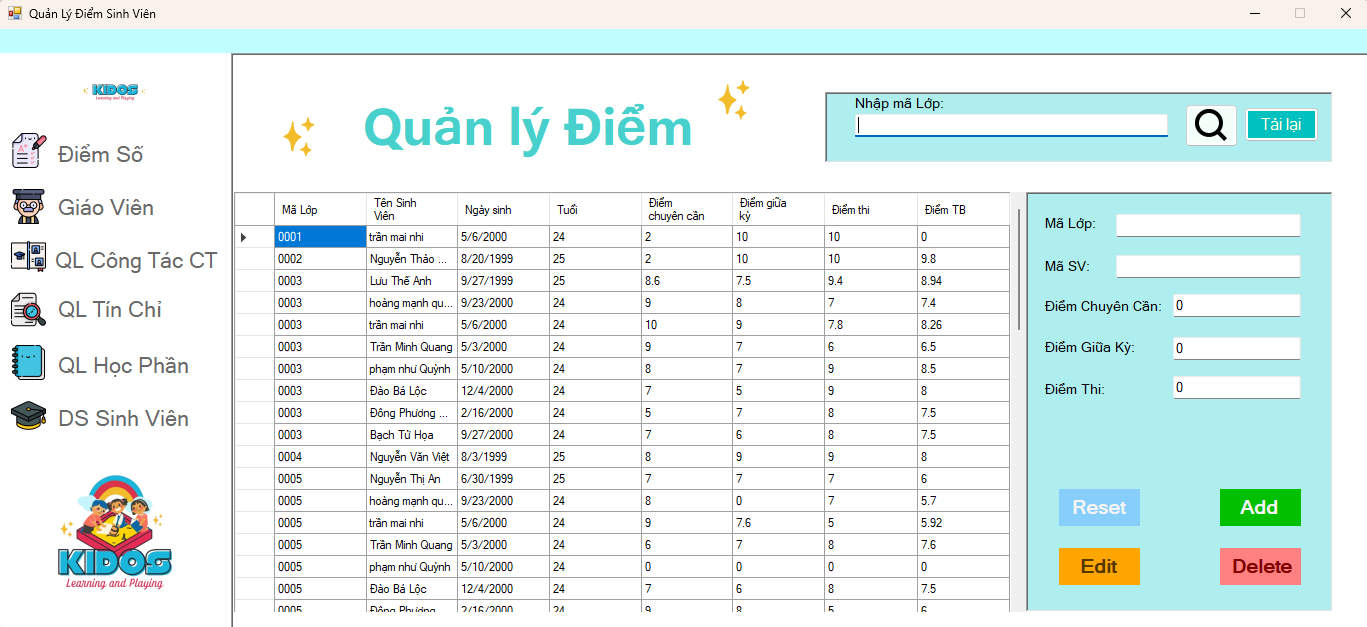 Quản Lý Điểm Sinh Viên
KIDOS
Learning and Playing
Quản lý Điểm
Nhập mã Lớp:
Tải lại
Điểm Số
Giáo Viên
QL Công Tác CT
QL Tín Chỉ
QL Học Phần
DS Sinh Viên
KIDOS
Learning and Playing
Mã Lớp Tên Sinh Viên Ngày sinh Tuổi Điểm chuyên cần Điểm giữa kỳ Điểm thi Điểm TB
0001 trần mai nhi 5/6/2000 24 2 10 10 0
0002 Nguyễn Thảo ... 8/20/1999 25 2 10 10 9.8
0003 Lưu Thế Anh 9/27/1999 25 8.6 7.5 9.4 8.94
0003 hoàng mạnh qu... 9/23/2000 24 9 8 7 7.4
0003 trần mai nhi 5/6/2000 24 10 9 7.8 8.26
0003 Trần Minh Quang 5/3/2000 24 9 7 6 6.5
0003 phạm như Quỳnh 5/10/2000 24 8 7 9 8.5
0003 Đào Bá Lộc 12/4/2000 24 7 5 9 8
0003 Đông Phương ... 2/16/2000 24 5 7 8 7.5
0003 Bạch Tử Họa 9/27/2000 24 7 6 8 7.5
0004 Nguyễn Văn Việt 8/3/1999 25 8 9 9 8
0005 Nguyễn Thị An 6/30/1999 25 7 7 7 6
0005 hoàng mạnh qu... 9/23/2000 24 8 0 7 5.7
0005 trần mai nhi 5/6/2000 24 9 7.6 5 5.92
0005 Trần Minh Quang 5/3/2000 24 6 7 8 7.6
0005 phạm như Quỳnh 5/10/2000 24 0 0 0 0
0005 Đào Bá Lộc 12/4/2000 24 7 6 8 7.5
0005 Đông Phương ... 2/16/2000 24 9 8 5 6
Mã Lớp:
Mã SV:
Điểm Chuyên Cần: 0
Điểm Giữa Kỳ: 0
Điểm Thi: 0
Reset Add
Edit Delete